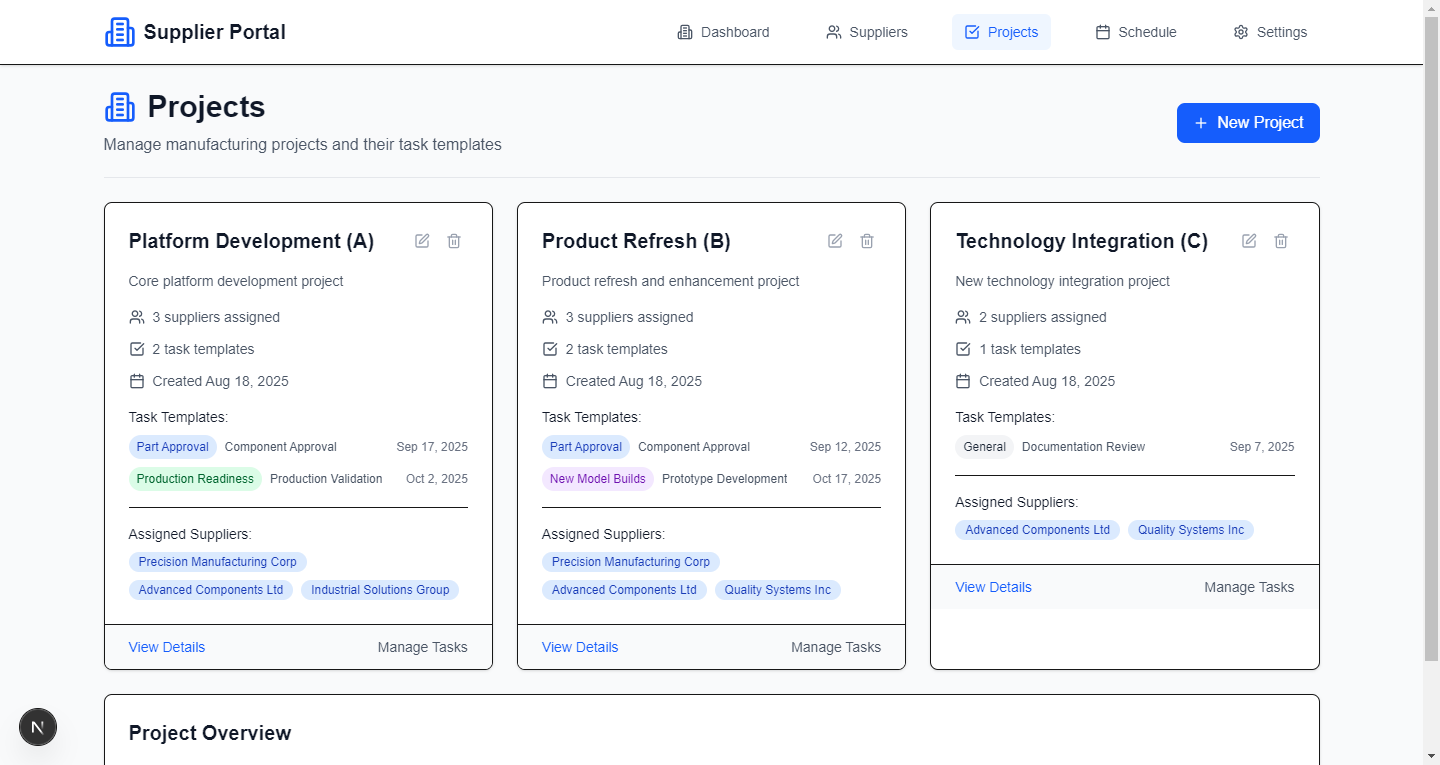 Supplier Portal
Dashboard
Suppliers
Projects
Schedule
Settings
Projects
Manage manufacturing projects and their task templates
New Project
Platform Development (A)
Core platform development project
3 suppliers assigned
2 task templates
Created Aug 18, 2025
Task Templates:
Part Approval Component Approval Sep 17, 2025
Production Readiness Production Validation Oct 2, 2025
Assigned Suppliers:
Precision Manufacturing Corp
Advanced Components Ltd Industrial Solutions Group
View Details Manage Tasks
Product Refresh (B)
Product refresh and enhancement project
3 suppliers assigned
2 task templates
Created Aug 18, 2025
Task Templates:
Part Approval Component Approval Sep 12, 2025
New Model Builds Prototype Development Oct 17, 2025
Assigned Suppliers:
Precision Manufacturing Corp
Advanced Components Ltd Quality Systems Inc
View Details Manage Tasks
Technology Integration (C)
New technology integration project
2 suppliers assigned
1 task templates
Created Aug 18, 2025
Task Templates:
General Documentation Review Sep 7, 2025
Assigned Suppliers:
Advanced Components Ltd Quality Systems Inc
View Details Manage Tasks
Project Overview
N